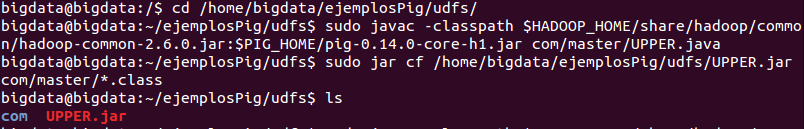 bigdata@bigdata:/$ cd /home/bigdata/ejemplosPig/udfs/
bigdata@bigdata:~/ejemplosPig/udfs$ sudo javac -classpath $HADOOP_HOME/share/hadoop/commo
n/hadoop-common-2.6.0.jar:$PIG_HOME/pig-0.14.0-core-h1.jar com/master/UPPER.java
bigdata@bigdata:~/ejemplosPig/udfs$ sudo jar cf /home/bigdata/ejemplosPig/udfs/UPPER.jar
com/master/*.class
bigdata@bigdata:~/ejemplosPig/udfs$ ls
com UPPER.jar